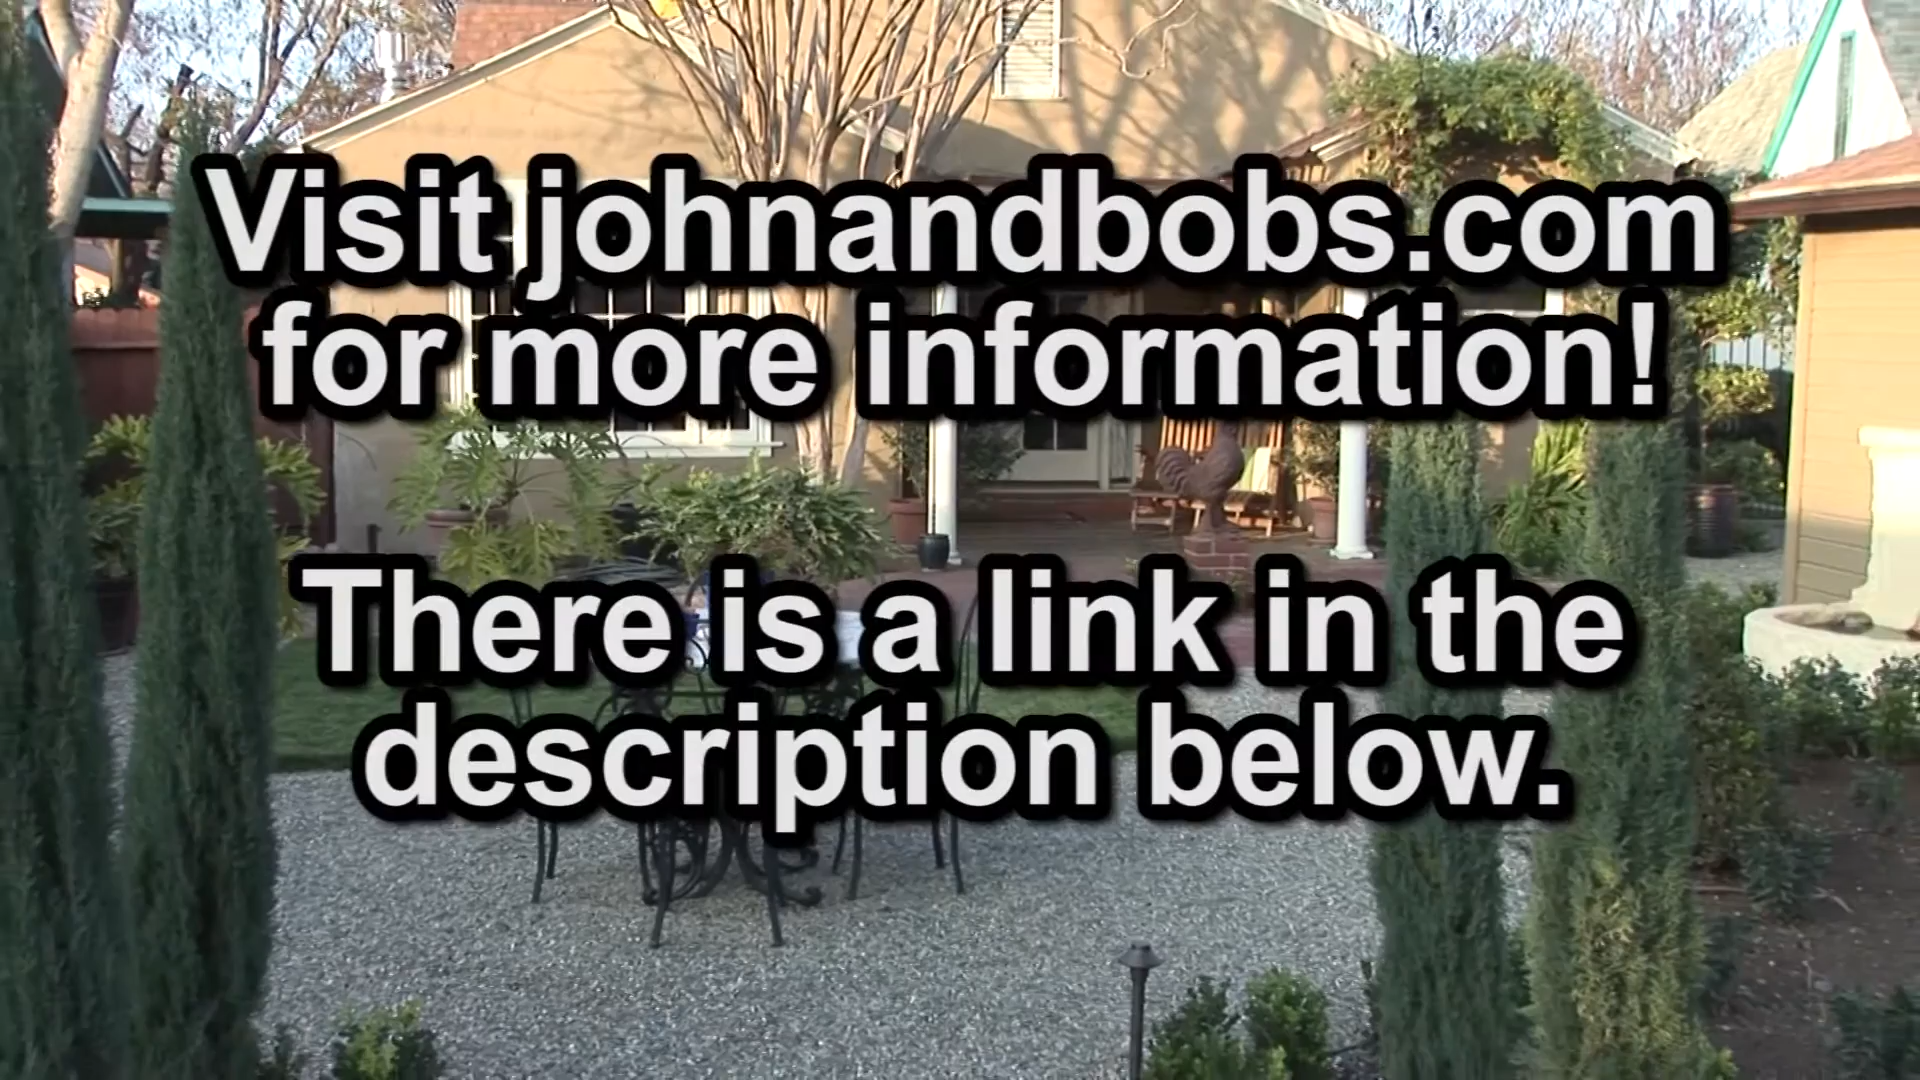 Visit johnandbobs.com
for more information!
There is a link in the
description below.